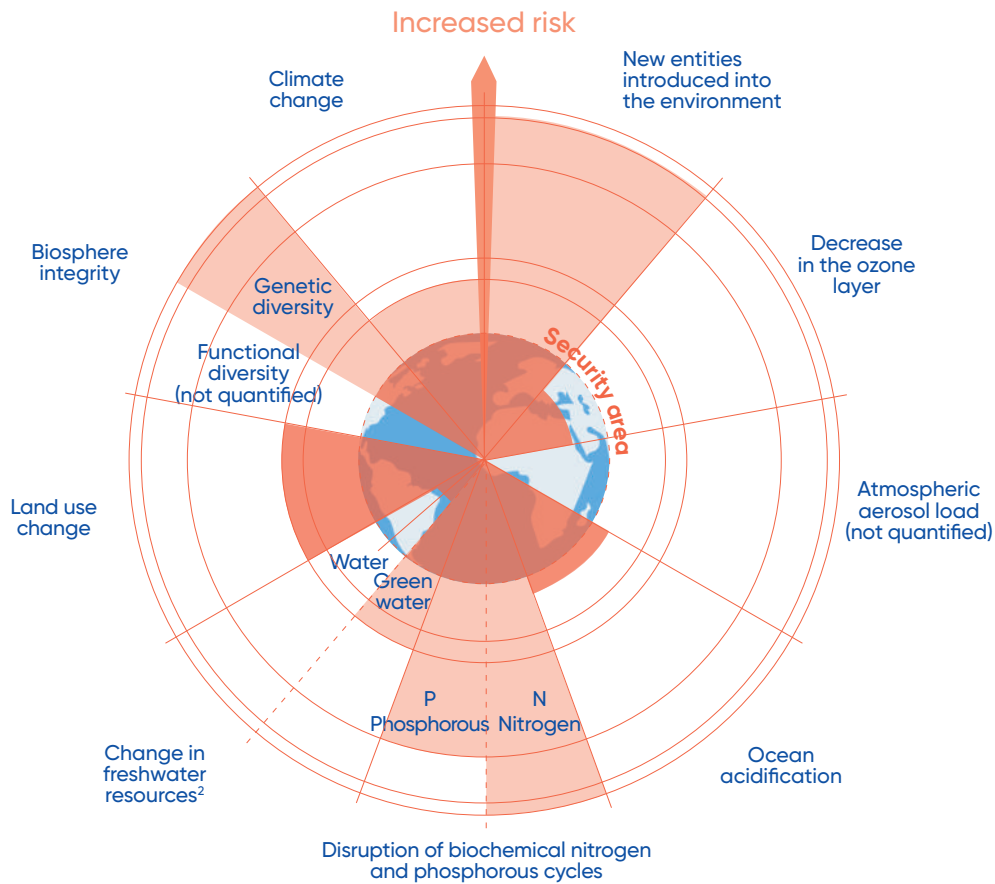 Increased risk
Climate
change
New entities
introduced into
the environment
Biosphere
integrity
Decrease
in the ozone
layer
Genetic
diversity
Functional
diversity
(not quantified)
Security area
Land use
change
Atmospheric
aerosol load
(not quantified)
Water
Green
water
P
Phosphorous
N
Nitrogen
Change in
freshwater
resources²
Ocean
acidification
Disruption of biochemical nitrogen
and phosphorous cycles